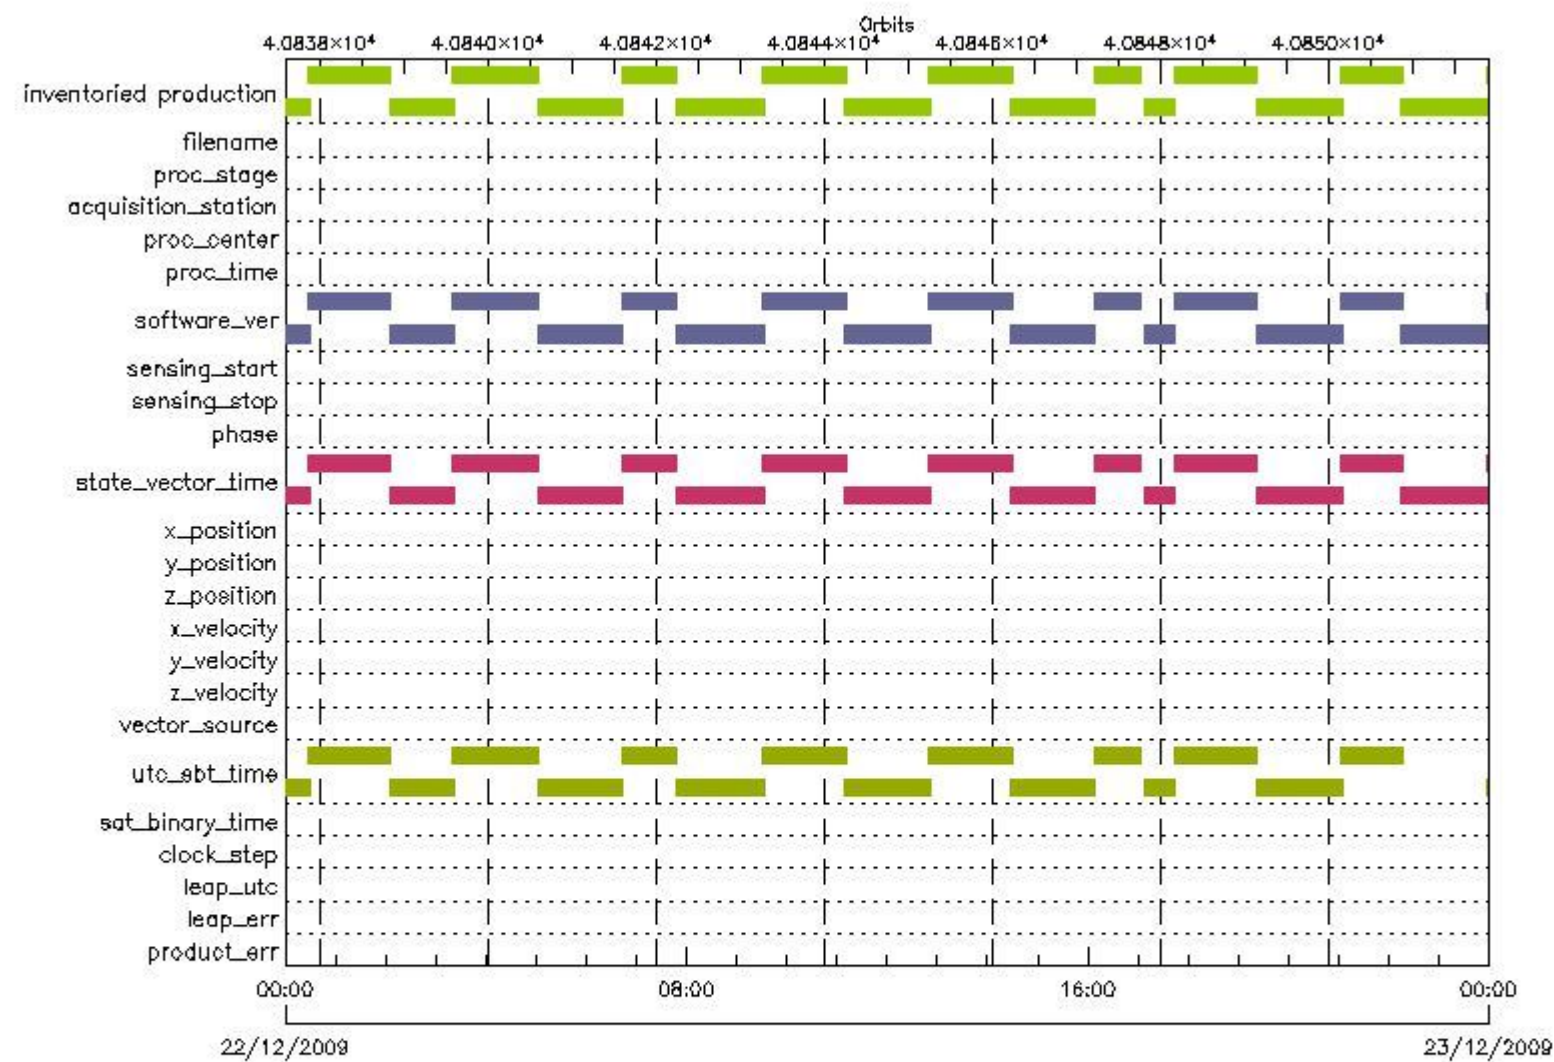 Orbits
4.0838×10⁴ 4.0840×10⁴ 4.0842×10⁴ 4.0844×10⁴ 4.0846×10⁴ 4.0848×10⁴ 4.0850×10⁴
inventoried production
filename
proc_stage
acquisition_station
proc_center
proc_time
software_ver
sensing_start
sensing_stop
phase
state_vector_time
x_position
y_position
z_position
x_velocity
y_velocity
z_velocity
vector_source
utc_sbt_time
sat_binary_time
clock_step
leap_utc
leap_err
product_err
00:00 08:00 16:00 00:00
22/12/2009 23/12/2009